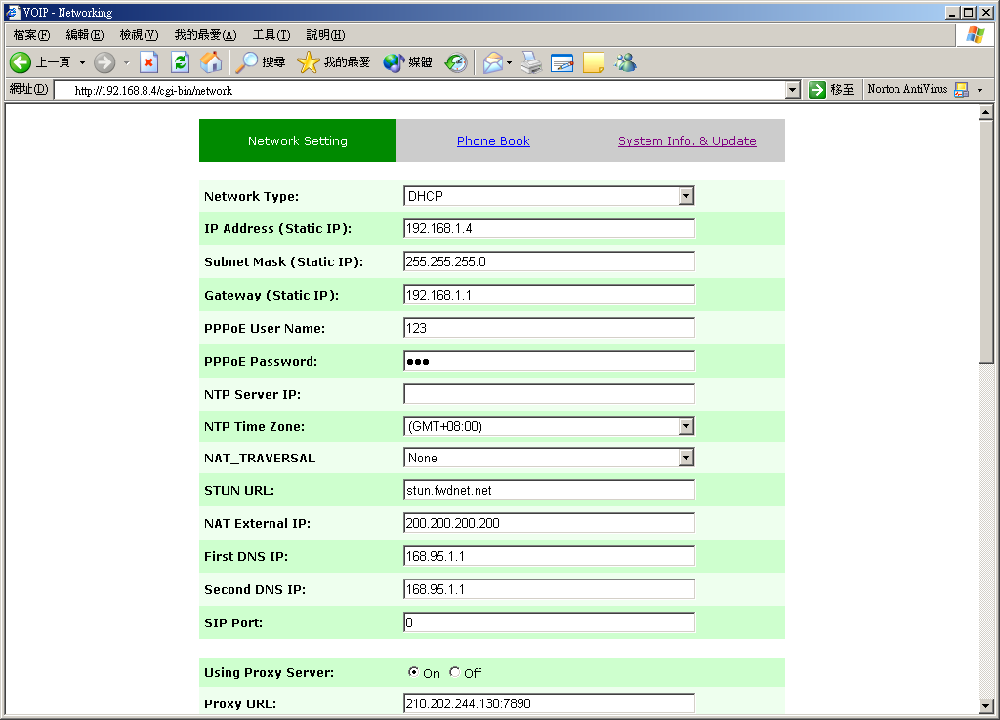 VOIP - Networking
檔案(F) 編輯(E) 檢視(V) 我的最愛(A) 工具(T) 說明(H)
上一頁 搜尋 我的最愛 媒體
網址(D) http://192.168.8.4/cgi-bin/network 移至 Norton AntiVirus
Network Setting Phone Book System Info. & Update
Network Type: DHCP
IP Address (Static IP): 192.168.1.4
Subnet Mask (Static IP): 255.255.255.0
Gateway (Static IP): 192.168.1.1
PPPoE User Name: 123
PPPoE Password: ●●●
NTP Server IP:
NTP Time Zone: (GMT+08:00)
NAT_TRAVERSAL None
STUN URL: stun.fwdnet.net
NAT External IP: 200.200.200.200
First DNS IP: 168.95.1.1
Second DNS IP: 168.95.1.1
SIP Port: 0
Using Proxy Server: On Off
Proxy URL: 210.202.244.130:7890